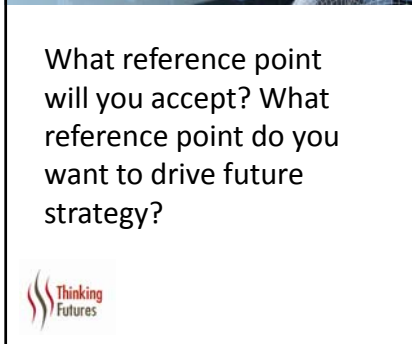 What reference point
will you accept? What
reference point do you
want to drive future
strategy?
Thinking
Futures